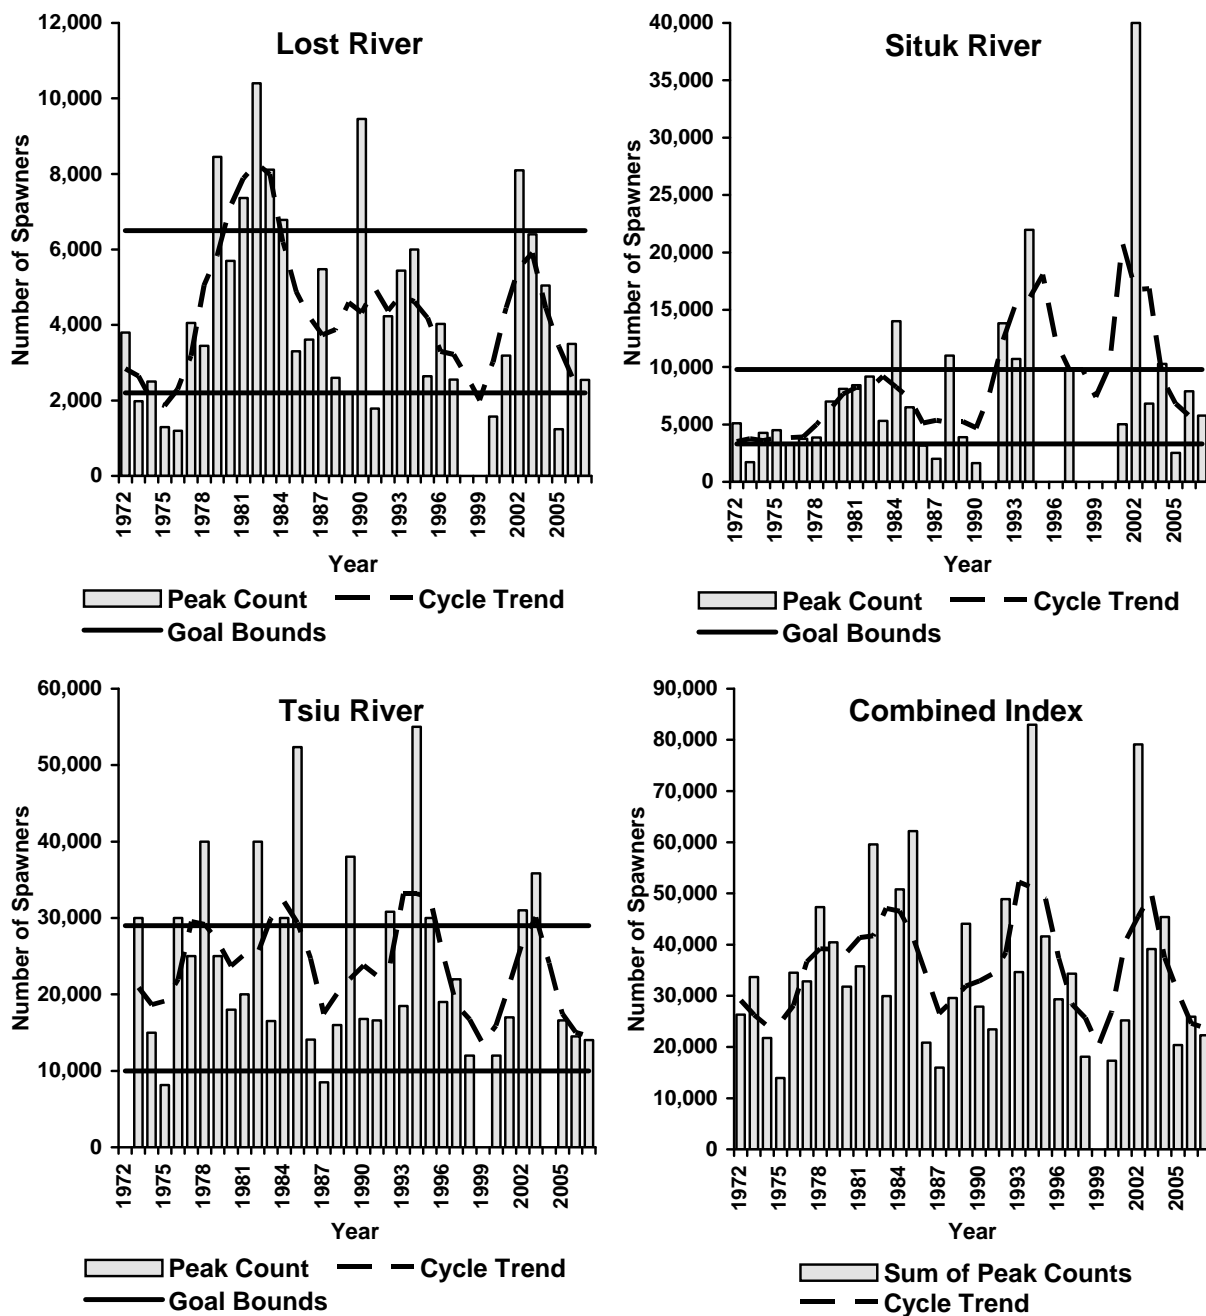 Lost River
Number of Spawners
12,000
10,000
8,000
6,000
4,000
2,000
0
1972 1975 1978 1981 1984 1987 1990 1993 1996 1999 2002 2005
Year
Peak Count Cycle Trend
Goal Bounds
Situk River
Number of Spawners
40,000
35,000
30,000
25,000
20,000
15,000
10,000
5,000
0
1972 1975 1978 1981 1984 1987 1990 1993 1996 1999 2002 2005
Year
Peak Count Cycle Trend
Goal Bounds
Tsiu River
Number of Spawners
60,000
50,000
40,000
30,000
20,000
10,000
0
1972 1975 1978 1981 1984 1987 1990 1993 1996 1999 2002 2005
Year
Peak Count Cycle Trend
Goal Bounds
Combined Index
Number of Spawners
90,000
80,000
70,000
60,000
50,000
40,000
30,000
20,000
10,000
0
1972 1975 1978 1981 1984 1987 1990 1993 1996 1999 2002 2005
Year
Sum of Peak Counts
Cycle Trend